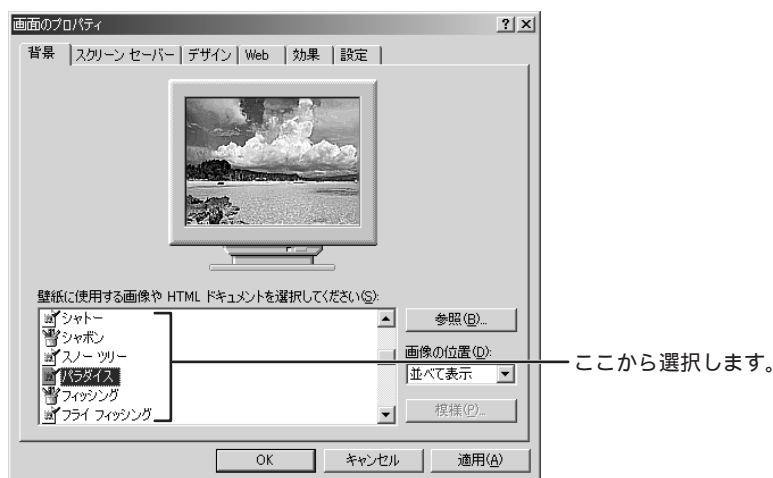 画面のプロパティ
背景 スクリーン セーバー デザイン Web 効果 設定
壁紙に使用する画像や HTML ドキュメントを選択してください(S):
シャトー
シャボン
スノー ツリー
パラダイス
フィッシング
フライ フィッシング
参照(B)...
画像の位置(D):
並べて表示
模様(P)...
ここから選択します。
OK キャンセル 適用(A)